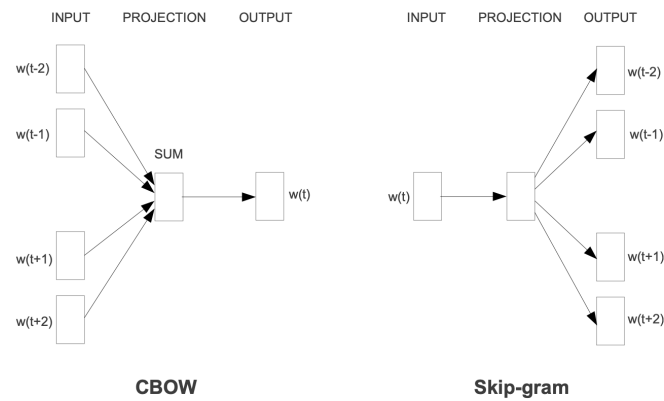 INPUT PROJECTION OUTPUT
w(t-2)
w(t-1)
SUM
w(t)
w(t+1)
w(t+2)
CBOW
INPUT PROJECTION OUTPUT
w(t-2)
w(t-1)
w(t)
w(t+1)
w(t+2)
Skip-gram